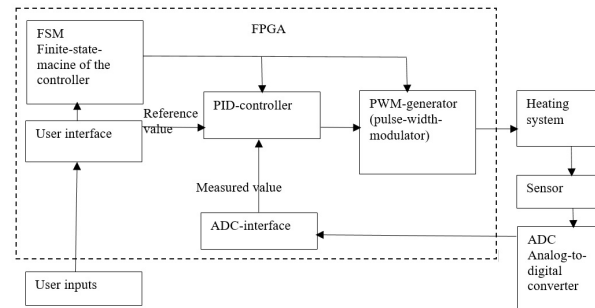 FSM
Finite-state-
macine of the
controller
FPGA
User interface
Reference
value
PID-controller
PWM-generator
(pulse-width-
modulator)
Heating
system
Measured value
Sensor
ADC-interface
ADC
Analog-to-
digital
converter
User inputs